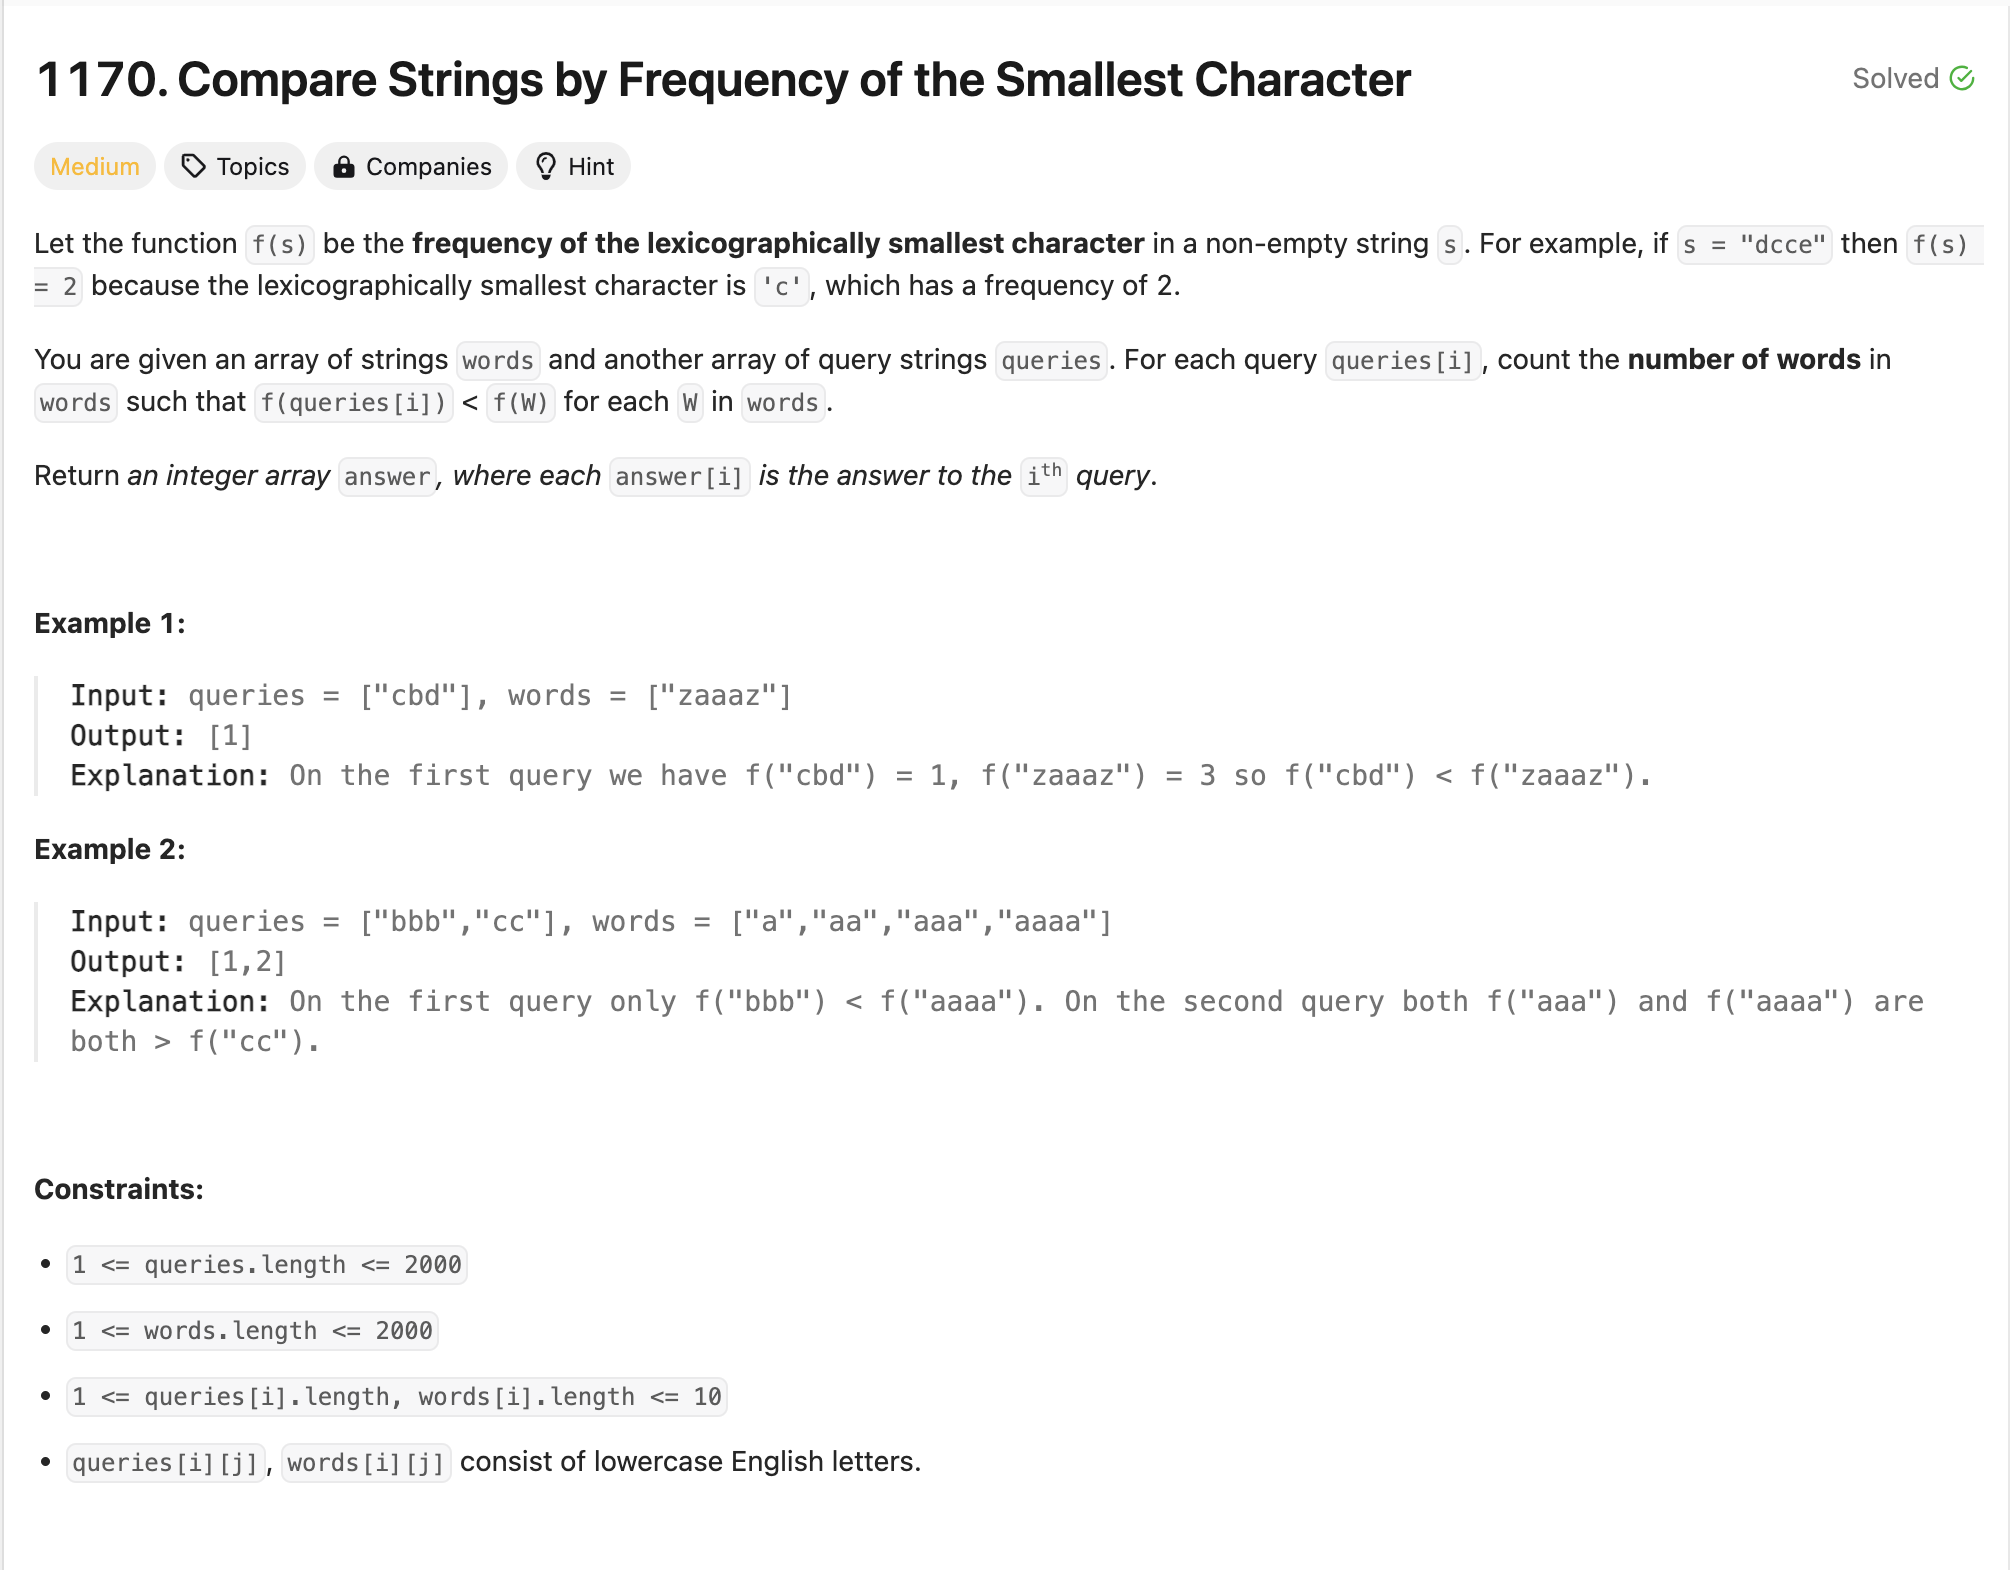 1170. Compare Strings by Frequency of the Smallest Character
Solved
Medium Topics Companies Hint
Let the function f(s) be the frequency of the lexicographically smallest character in a non-empty string s. For example, if s = "dcce" then f(s)
= 2 because the lexicographically smallest character is 'c', which has a frequency of 2.
You are given an array of strings words and another array of query strings queries. For each query queries[i], count the number of words in
words such that f(queries[i]) < f(W) for each W in words.
Return an integer array answer, where each answer[i] is the answer to the ith query.
Example 1:
Input: queries = ["cbd"], words = ["zaaaz"]
Output: [1]
Explanation: On the first query we have f("cbd") = 1, f("zaaaz") = 3 so f("cbd") < f("zaaaz").
Example 2:
Input: queries = ["bbb","cc"], words = ["a","aa","aaa","aaaa"]
Output: [1,2]
Explanation: On the first query only f("bbb") < f("aaaa"). On the second query both f("aaa") and f("aaaa") are
both > f("cc").
Constraints:
• 1 <= queries.length <= 2000
• 1 <= words.length <= 2000
• 1 <= queries[i].length, words[i].length <= 10
• queries[i][j], words[i][j] consist of lowercase English letters.